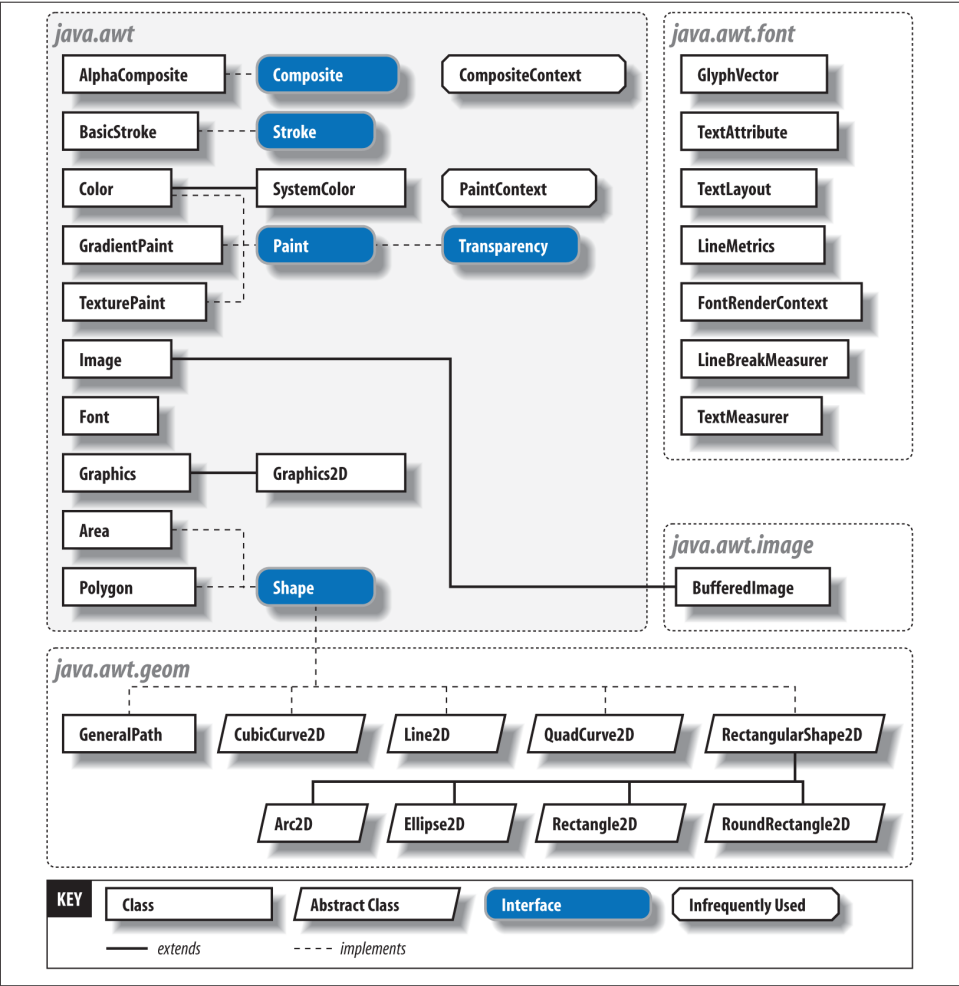 java.awt
AlphaComposite Composite CompositeContext
BasicStroke Stroke
Color SystemColor PaintContext
GradientPaint Paint Transparency
TexturePaint
Image
Font
Graphics Graphics2D
Area
Polygon Shape
java.awt.font
GlyphVector
TextAttribute
TextLayout
LineMetrics
FontRenderContext
LineBreakMeasurer
TextMeasurer
java.awt.image
BufferedImage
java.awt.geom
GeneralPath CubicCurve2D Line2D QuadCurve2D RectangularShape2D
Arc2D Ellipse2D Rectangle2D RoundRectangle2D
KEY Class Abstract Class Interface Infrequently Used
extends implements